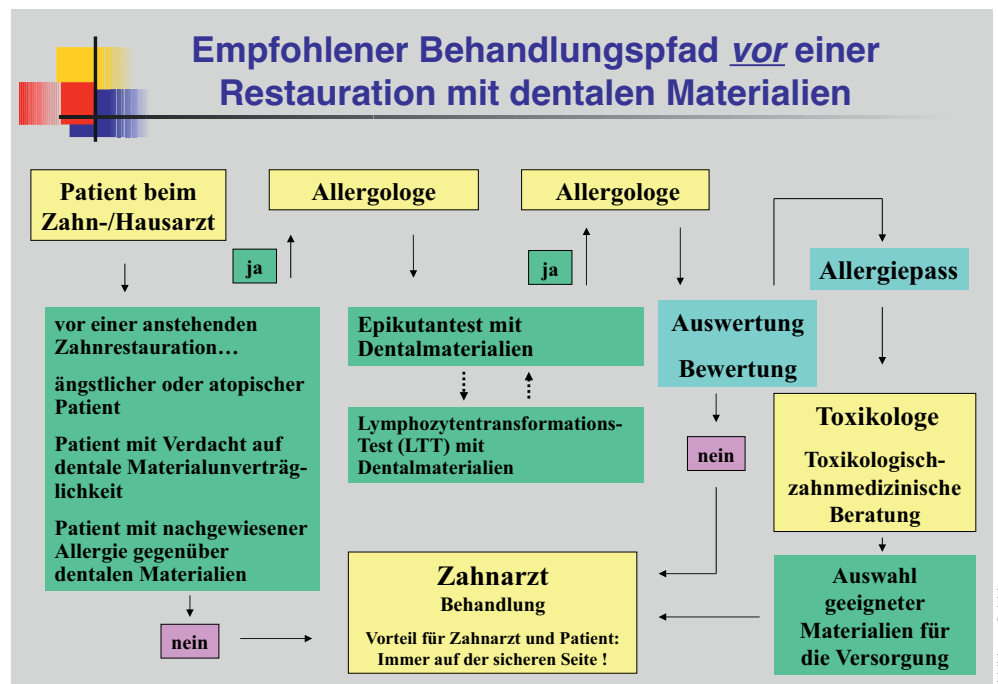 Empfohlener Behandlungspfad vor einer
Restauration mit dentalen Materialien
Patient beim
Zahn-/Hausarzt
Allergologe
Allergologe
ja
ja
Allergiepass
vor einer anstehenden
Zahnrestauration…
ängstlicher oder atopischer
Patient
Patient mit Verdacht auf
dentale Materialunverträg-
lichkeit
Patient mit nachgewiesener
Allergie gegenüber
dentalen Materialien
Epikutantest mit
Dentalmaterialien
Lymphozytentransformations-
Test (LTT) mit
Dentalmaterialien
Auswertung
Bewertung
nein
Toxikologe
Toxikologisch-
zahnmedizinische
Beratung
nein
Zahnarzt
Behandlung
Vorteil für Zahnarzt und Patient:
Immer auf der sicheren Seite !
Auswahl
geeigneter
Materialien für
die Versorgung